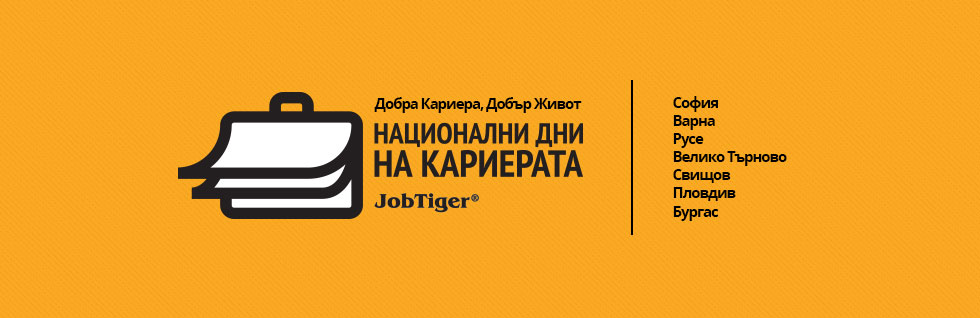 Добра Кариера, Добър Живот
НАЦИОНАЛНИ ДНИ
НА КАРИЕРАТА
JobTiger®
София
Варна
Русе
Велико Търново
Свищов
Пловдив
Бургас